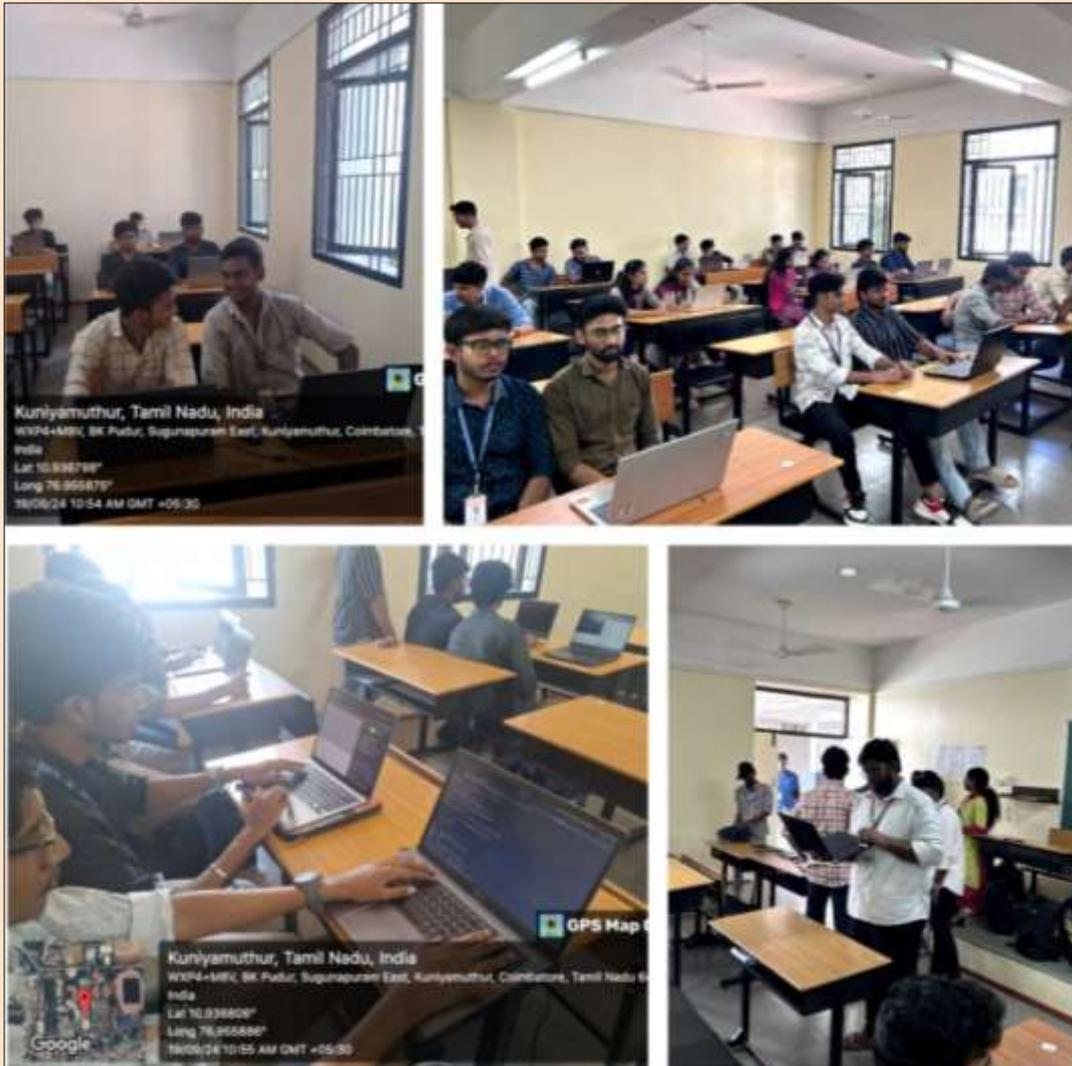 G
Kuniyamuthur, Tamil Nadu, India
WXP4+M8V, BK Pudur, Sugunapuram East, Kuniyamuthur, Coimbatore, T
India
Lat 10.936798°
Long 76.955875°
19/09/24 10:54 AM GMT +05:30
GPS Map
Kuniyamuthur, Tamil Nadu, India
WXP4+M8V, BK Pudur, Sugunapuram East, Kuniyamuthur, Coimbatore, Tamil Nadu 6
India
Lat 10.936806°
Long 76.955886°
19/09/24 10:55 AM GMT +05:30
Google